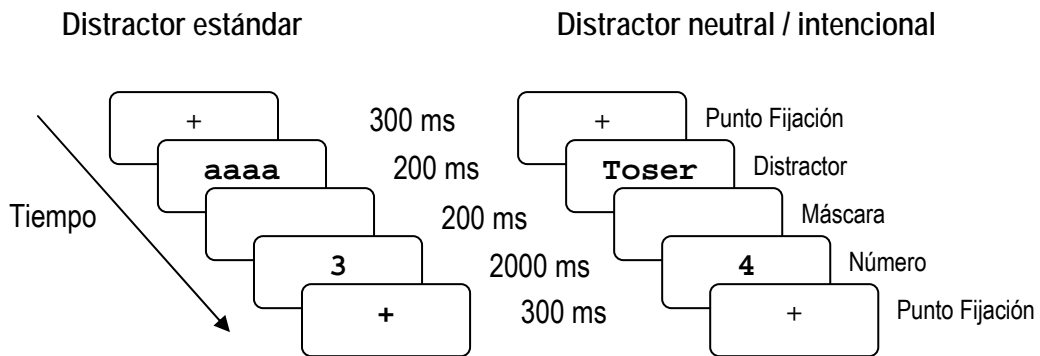 Distractor estándar
Distractor neutral / intencional
+ 300 ms + Punto Fijación
aaaa 200 ms Toser Distractor
Tiempo 200 ms Máscara
3 2000 ms 4 Número
+ 300 ms + Punto Fijación